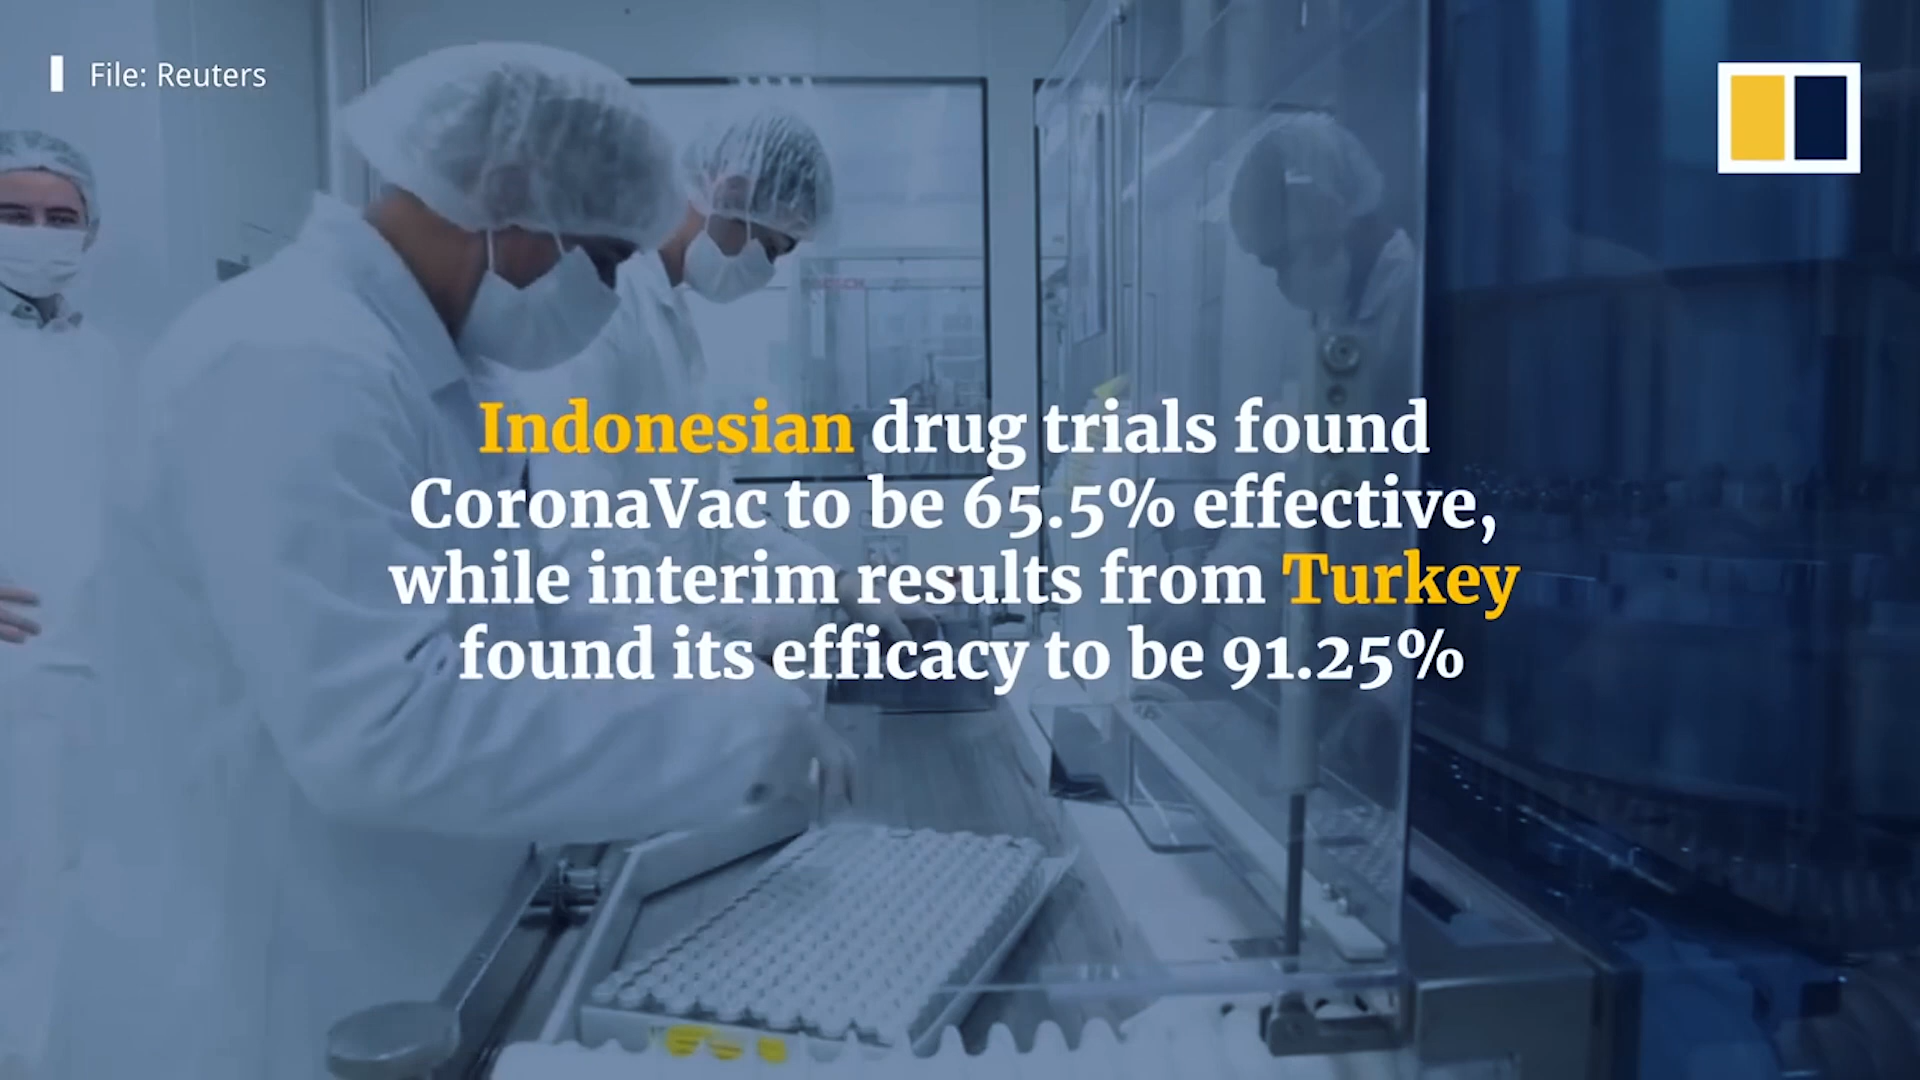 File: Reuters
Indonesian drug trials found
CoronaVac to be 65.5% effective,
while interim results from Turkey
found its efficacy to be 91.25%